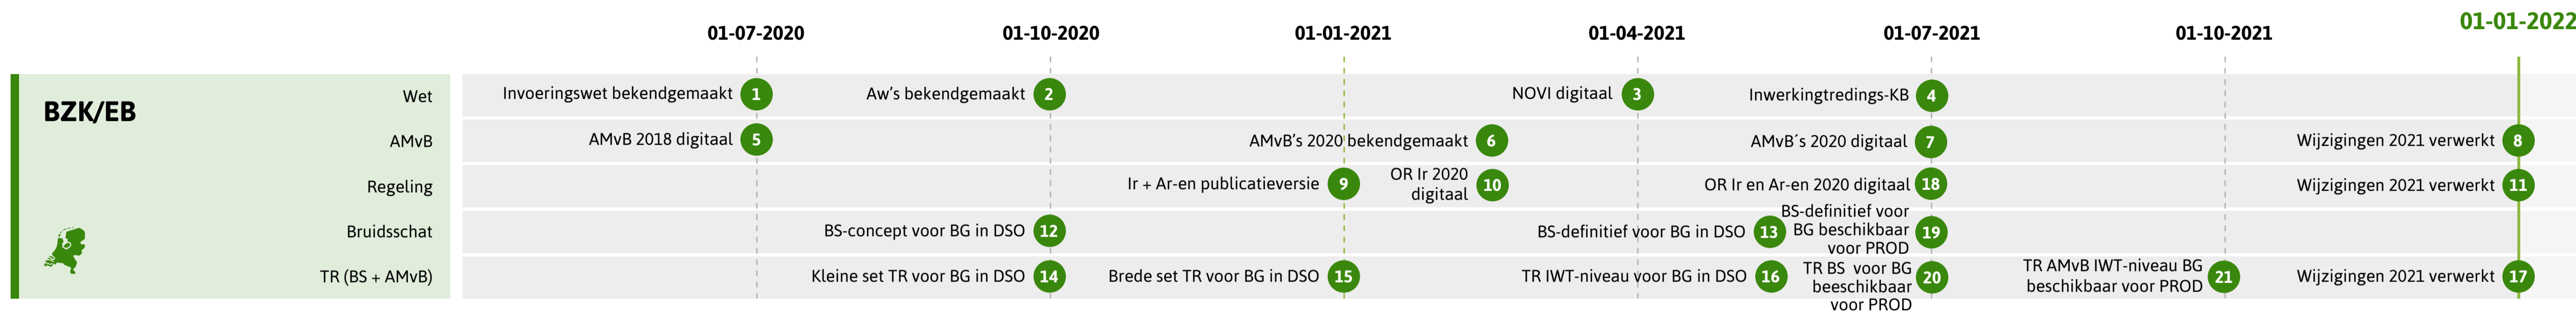 01-07-2020 01-10-2020 01-01-2021 01-04-2021 01-07-2021 01-10-2021 01-01-2022
BZK/EB
Wet
Invoeringswet bekendgemaakt 1
Aw’s bekendgemaakt 2
NOVI digitaal 3
Inwerkingtredings-KB 4
AMvB
AMvB 2018 digitaal 5
AMvB’s 2020 bekendgemaakt 6
AMvB´s 2020 digitaal 7
Wijzigingen 2021 verwerkt 8
Regeling
Ir + Ar-en publicatieversie 9
OR Ir 2020
digitaal 10
OR Ir en Ar-en 2020 digitaal 18
Wijzigingen 2021 verwerkt 11
Bruidsschat
BS-concept voor BG in DSO 12
BS-definitief voor BG in DSO 13
BS-definitief voor
BG beschikbaar
voor PROD 19
TR (BS + AMvB)
Kleine set TR voor BG in DSO 14
Brede set TR voor BG in DSO 15
TR IWT-niveau voor BG in DSO 16
TR BS voor BG
beeschikbaar
voor PROD 20
TR AMvB IWT-niveau BG
beschikbaar voor PROD 21
Wijzigingen 2021 verwerkt 17